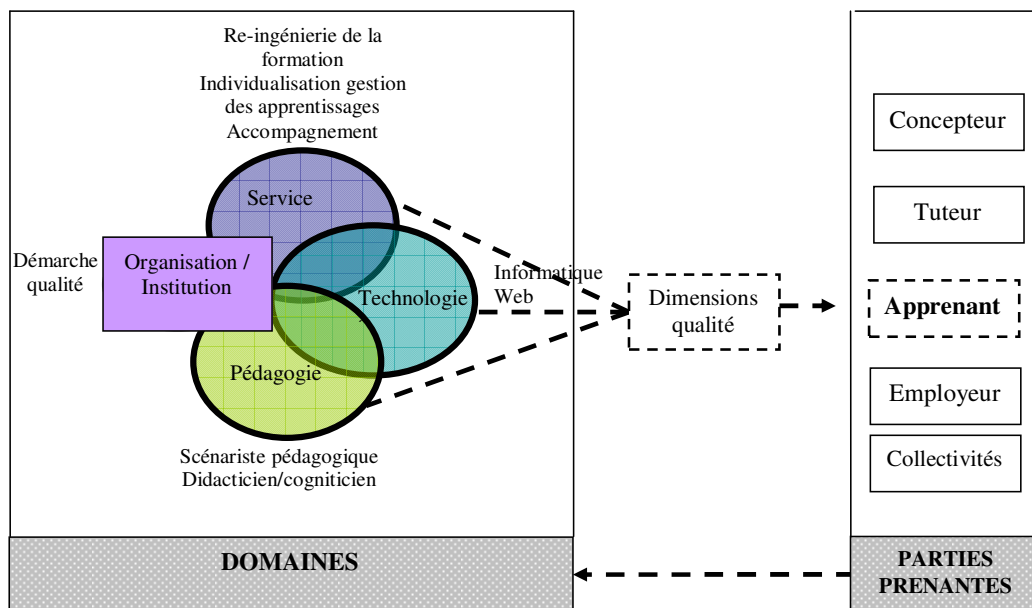 Re-ingénierie de la
formation
Individualisation gestion
des apprentissages
Accompagnement
Service
Démarche
qualité
Organisation /
Institution
Technologie
Informatique
Web
Pédagogie
Scénariste pédagogique
Didacticien/cogniticien
Dimensions
qualité
Concepteur
Tuteur
Apprenant
Employeur
Collectivités
DOMAINES
PARTIES
PRENANTES